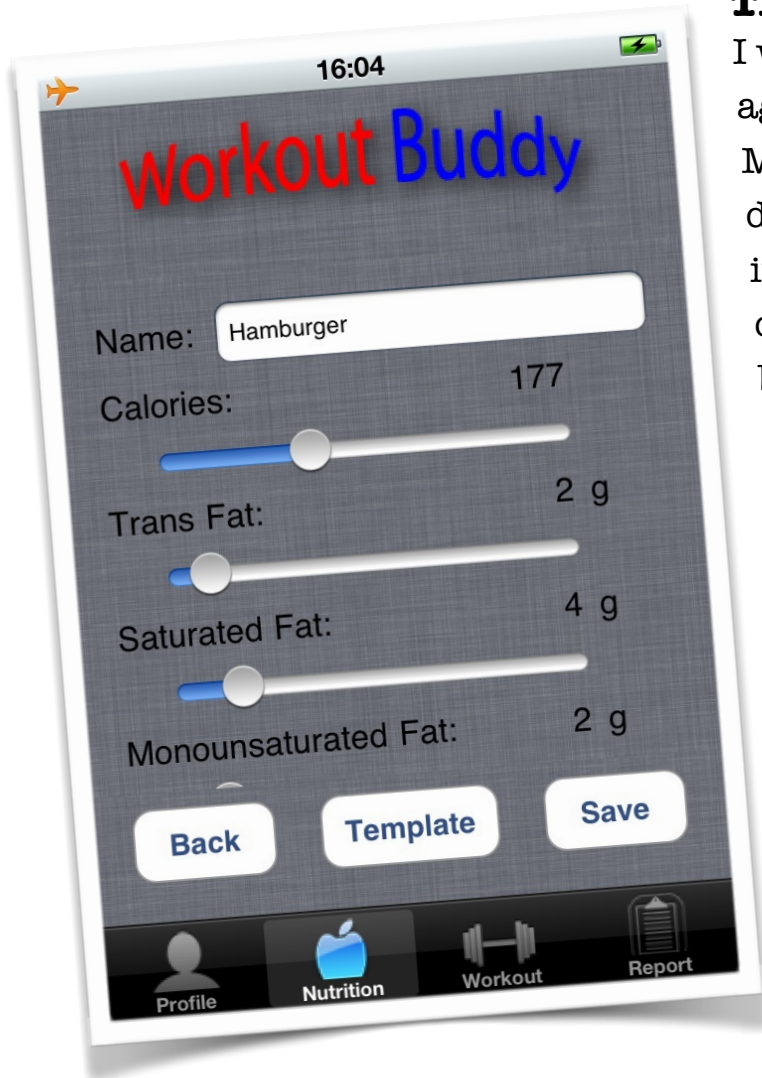 16:04
Workout Buddy
Name: Hamburger
Calories: 177
Trans Fat: 2 g
Saturated Fat: 4 g
Monounsaturated Fat: 2 g
Back Template Save
Profile Nutrition Workout Report
I